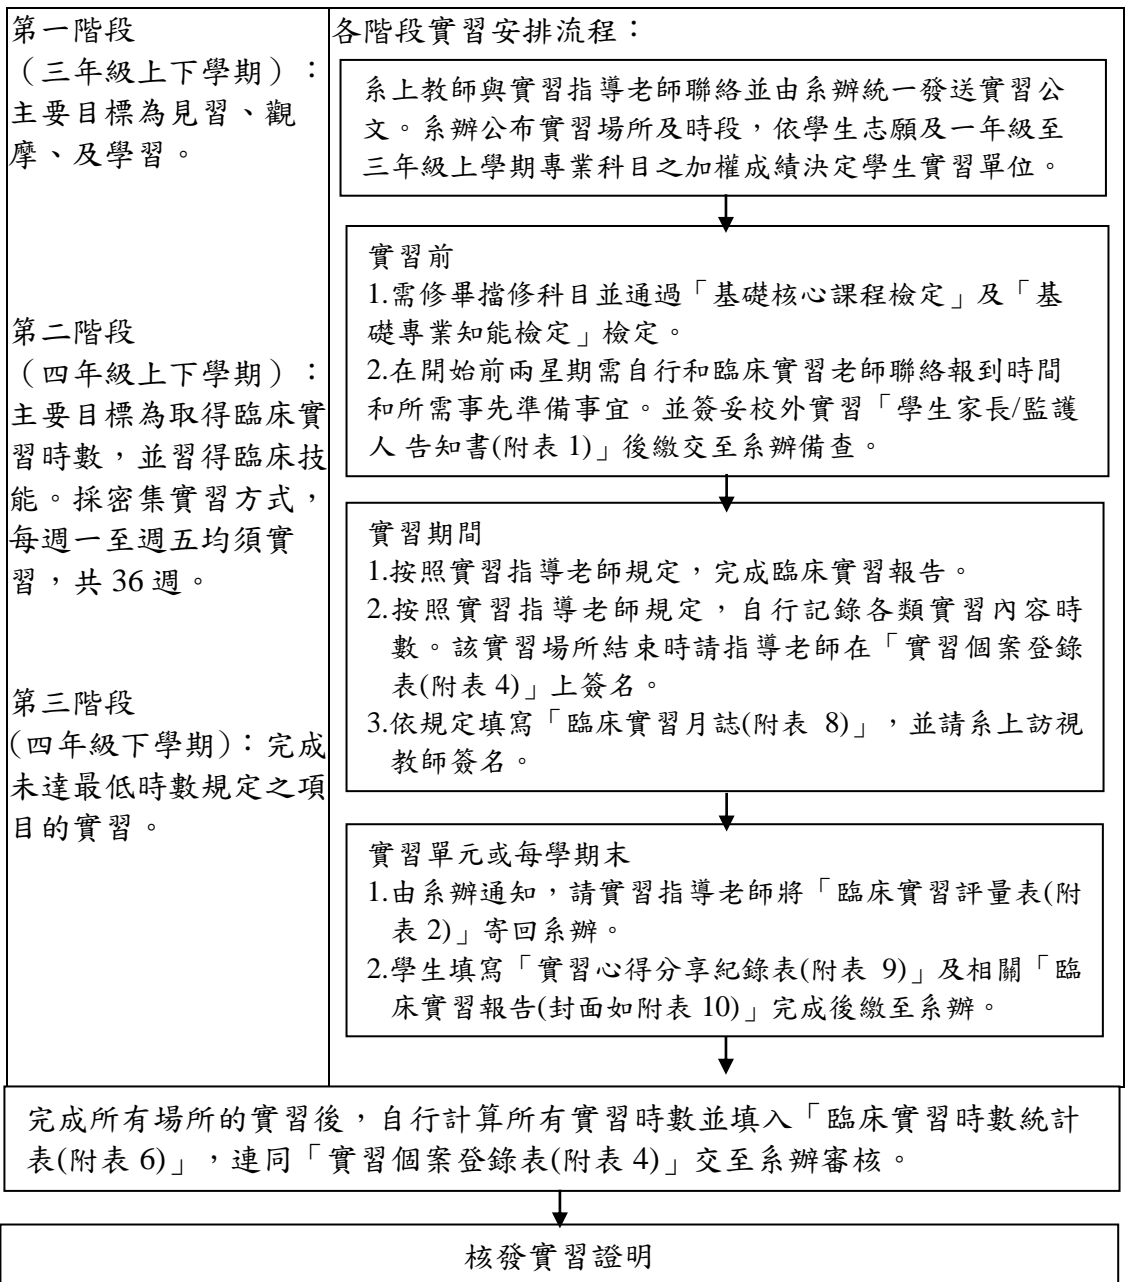 第一階段
（三年級上下學期）：
主要目標為見習、觀
摩、及學習。
第二階段
（四年級上下學期）：
主要目標為取得臨床實
習時數，並習得臨床技
能。採密集實習方式，
每週一至週五均須實
習，共 36 週。
第三階段
(四年級下學期)：完成
未達最低時數規定之項
目的實習。
各階段實習安排流程：
系上教師與實習指導老師聯絡並由系辦統一發送實習公
文。系辦公布實習場所及時段，依學生志願及一年級至
三年級上學期專業科目之加權成績決定學生實習單位。
實習前
1.需修畢擋修科目並通過「基礎核心課程檢定」及「基
礎專業知能檢定」檢定。
2.在開始前兩星期需自行和臨床實習老師聯絡報到時間
和所需事先準備事宜。並簽妥校外實習「學生家長/監護
人 告知書(附表 1)」後繳交至系辦備查。
實習期間
1.按照實習指導老師規定，完成臨床實習報告。
2.按照實習指導老師規定，自行記錄各類實習內容時
數。該實習場所結束時請指導老師在「實習個案登錄
表(附表 4)」上簽名。
3.依規定填寫「臨床實習月誌(附表 8)」，並請系上訪視
教師簽名。
實習單元或每學期末
1.由系辦通知，請實習指導老師將「臨床實習評量表(附
表 2)」寄回系辦。
2.學生填寫「實習心得分享紀錄表(附表 9)」及相關「臨
床實習報告(封面如附表 10)」完成後繳至系辦。
完成所有場所的實習後，自行計算所有實習時數並填入「臨床實習時數統計
表(附表 6)」，連同「實習個案登錄表(附表 4)」交至系辦審核。
核發實習證明